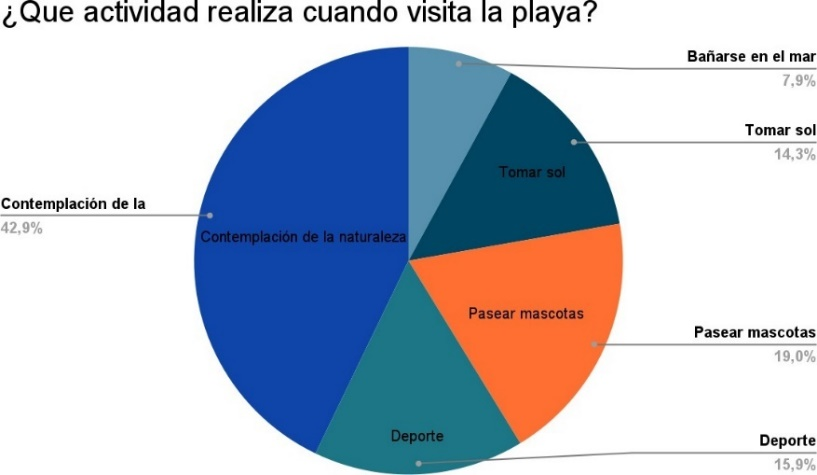 ¿Que actividad realiza cuando visita la playa?
Bañarse en el mar
7,9%
Tomar sol
14,3%
Tomar sol
Contemplación de la
42,9%
Contemplación de la naturaleza
Pasear mascotas
Pasear mascotas
19,0%
Deporte
Deporte
15,9%